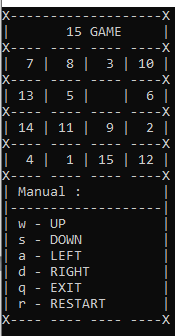 X-------------------X
|      15 GAME      |
X---- ---- ---- ----X
|  7 |  8 |  3 | 10 |
X---- ---- ---- ----X
| 13 |  5 |    |  6 |
X---- ---- ---- ----X
| 14 | 11 |  9 |  2 |
X---- ---- ---- ----X
|  4 |  1 | 15 | 12 |
X---- ---- ---- ----X
| Manual :          |
|-------------------|
| w - UP            |
| s - DOWN          |
| a - LEFT          |
| d - RIGHT         |
| q - EXIT          |
| r - RESTART       |
X---- ---- ---- ----X